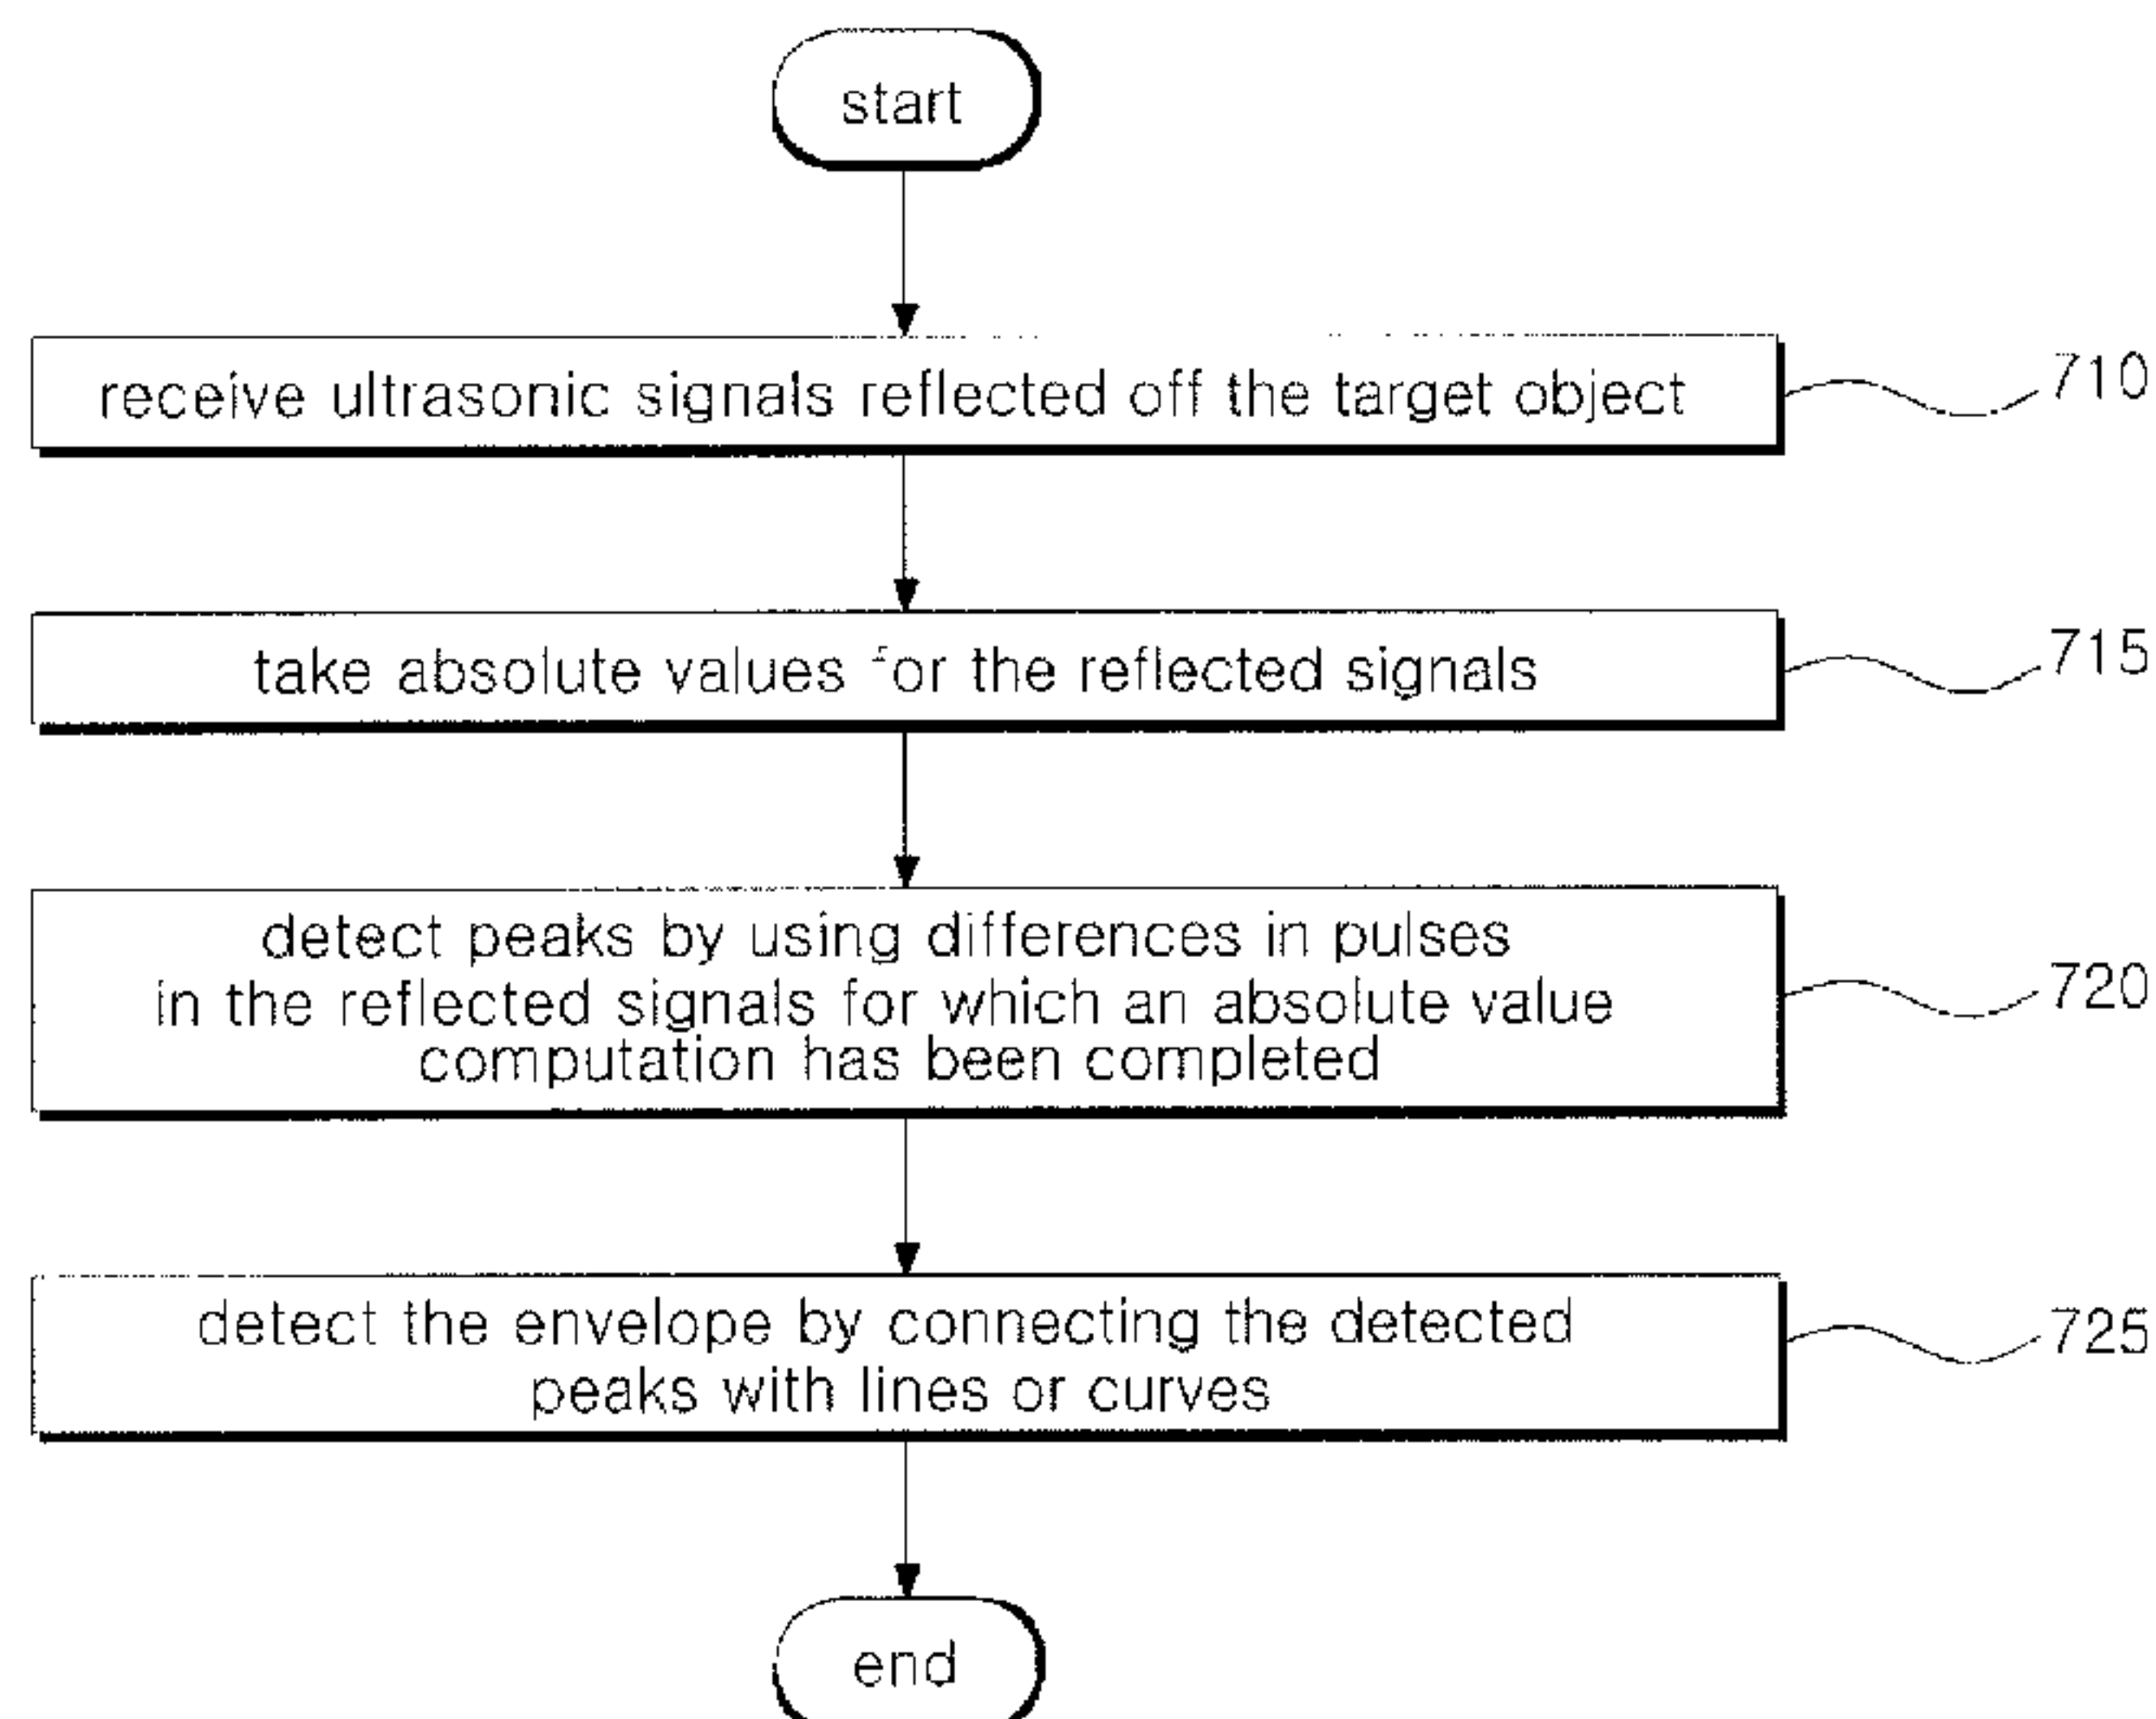 start
receive ultrasonic signals reflected off the target object
710
take absolute values for the reflected signals
715
detect peaks by using differences in pulses
in the reflected signals for which an absolute value
computation has been completed
720
detect the envelope by connecting the detected
peaks with lines or curves
725
end